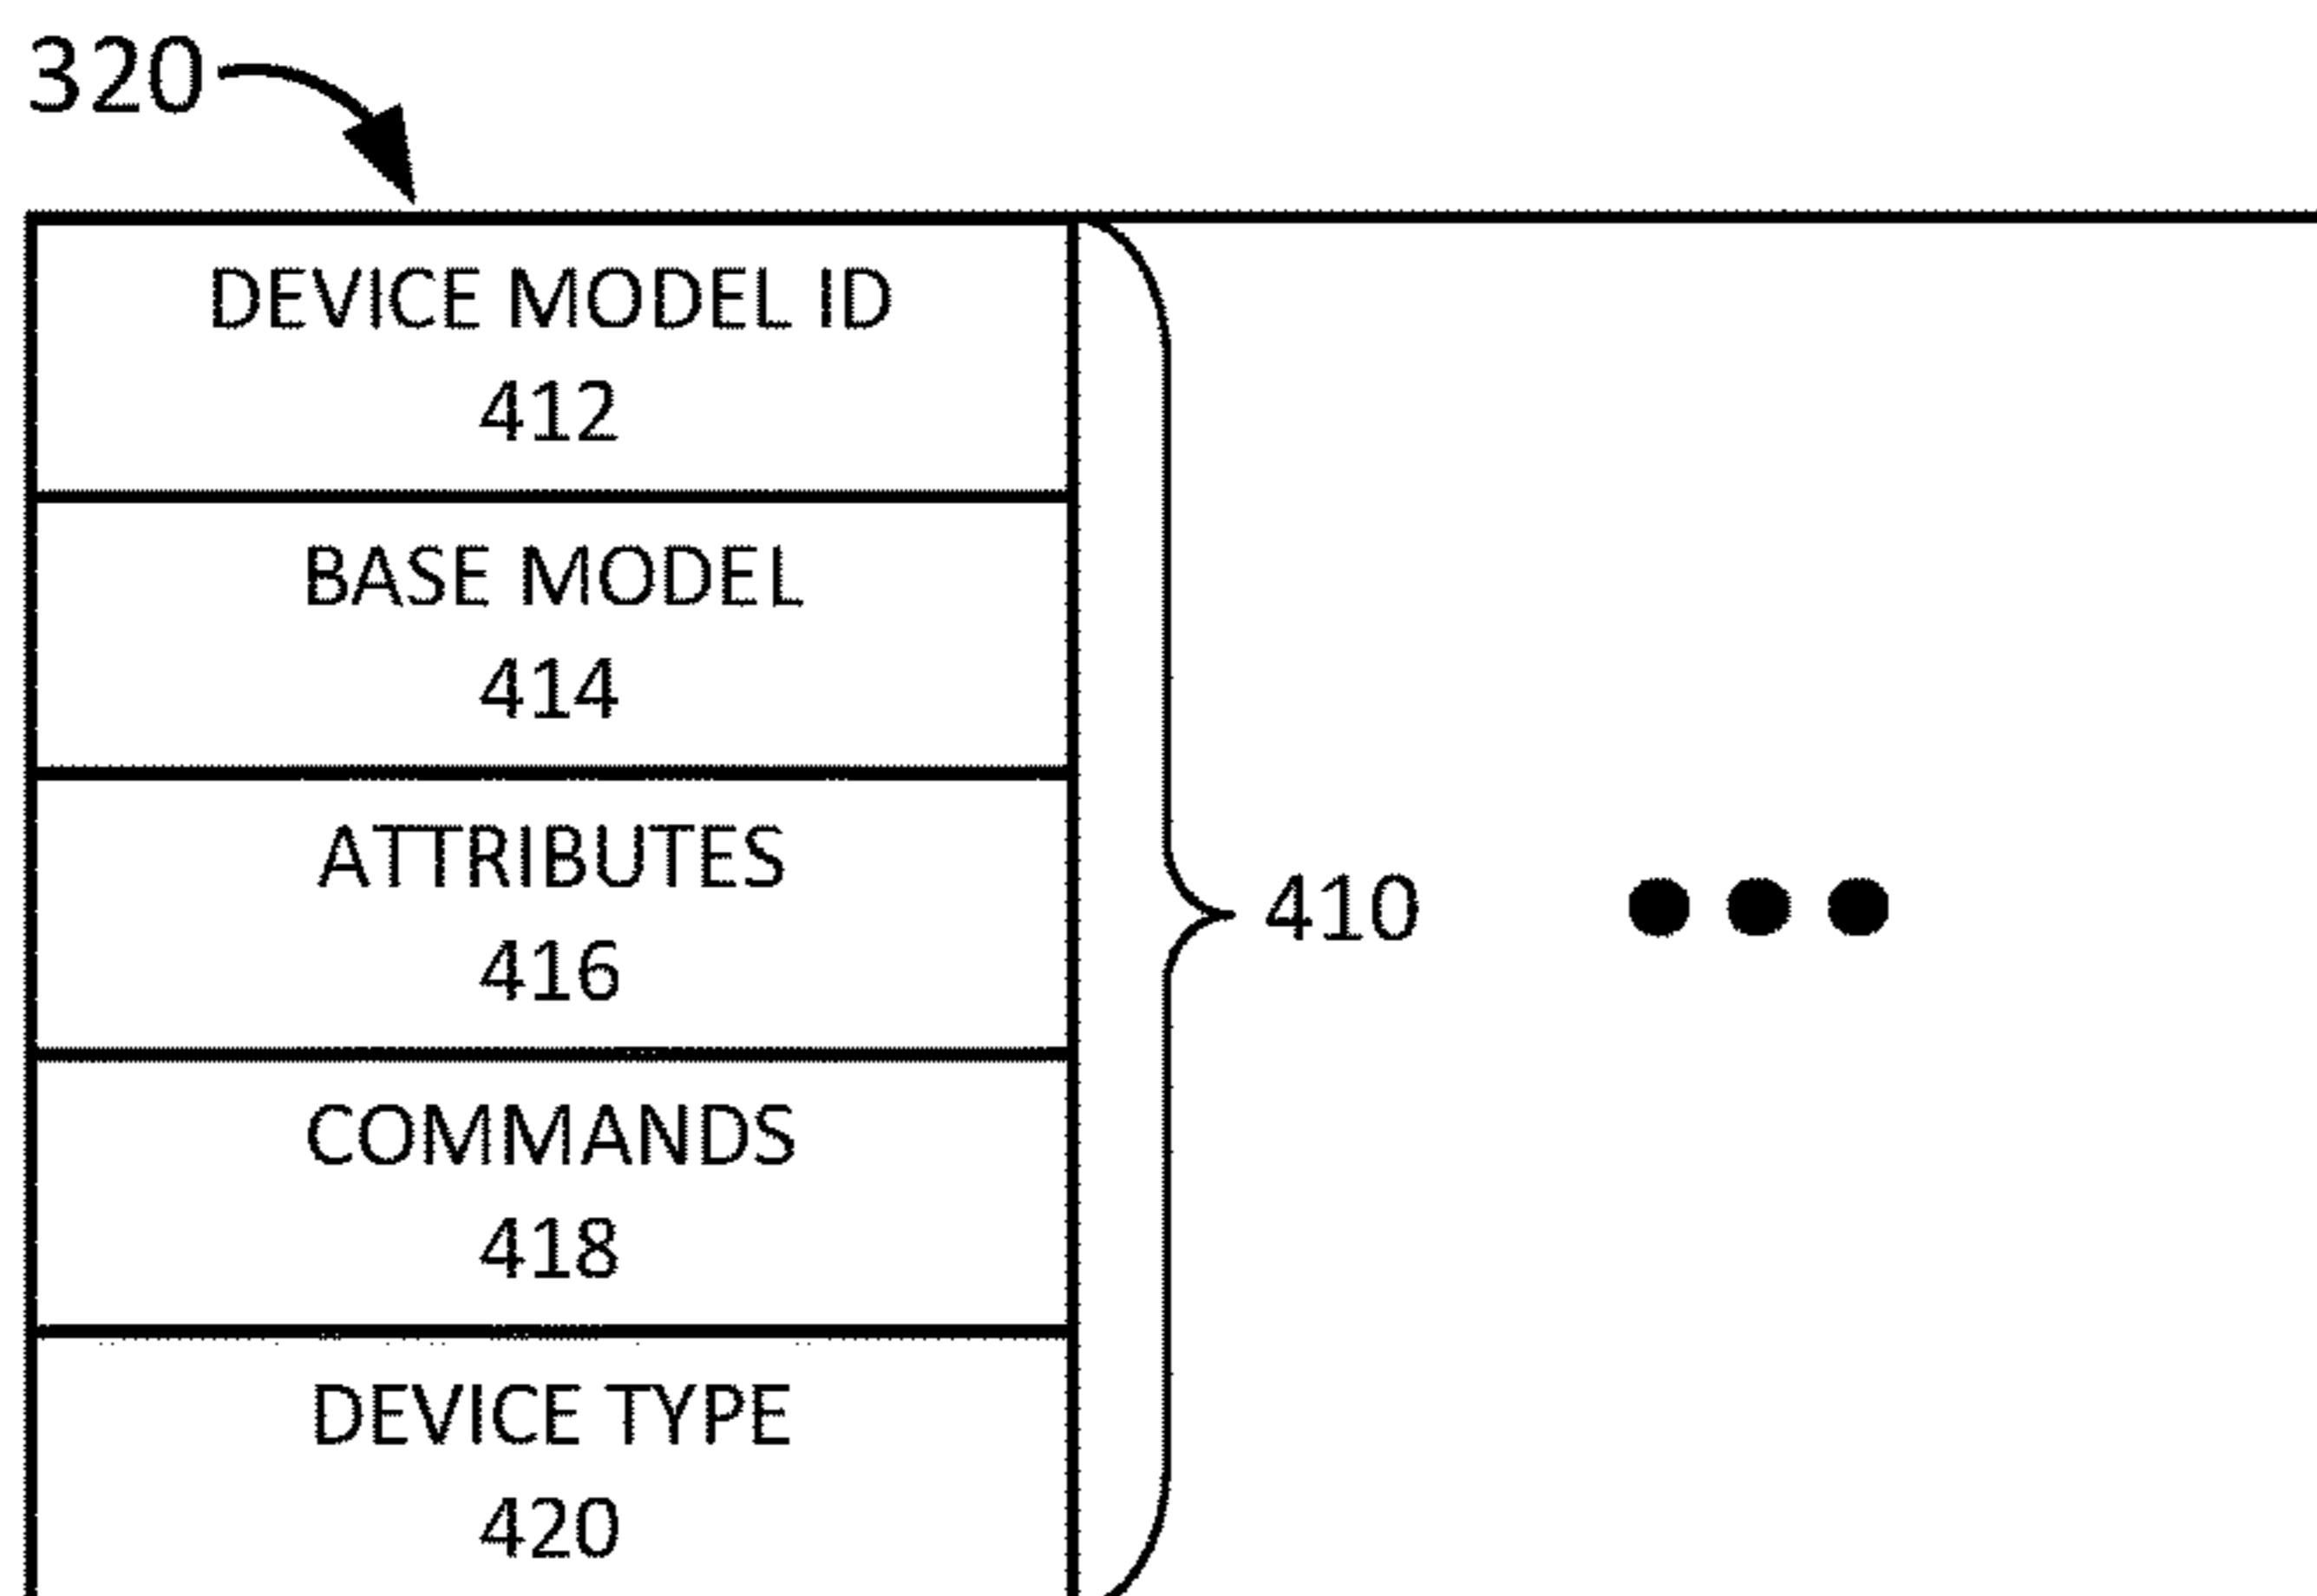 320
DEVICE MODEL ID
412
BASE MODEL
414
ATTRIBUTES
416
410
COMMANDS
418
DEVICE TYPE
420